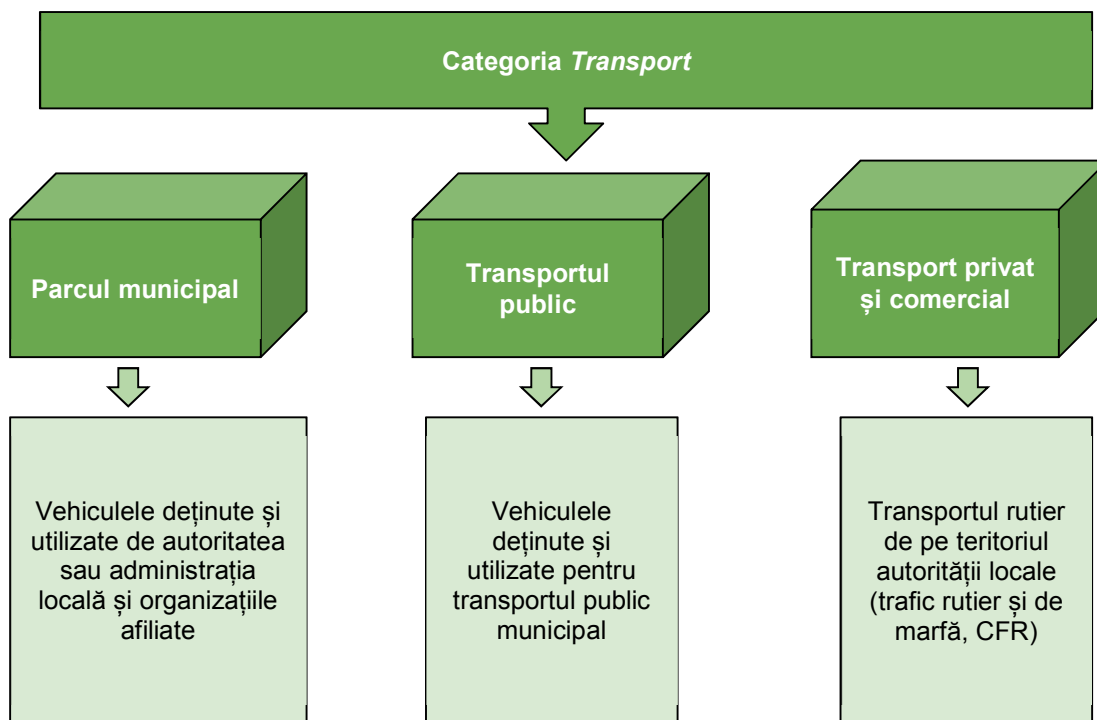 Categoria Transport
Parcul municipal
Transportul
public
Transport privat
și comercial
Vehiculele deținute și
utilizate de autoritatea
sau administrația
locală și organizațiile
afiliate
Vehiculele
deținute și
utilizate pentru
transportul public
municipal
Transportul rutier
de pe teritoriul
autorității locale
(trafic rutier și de
marfă, CFR)